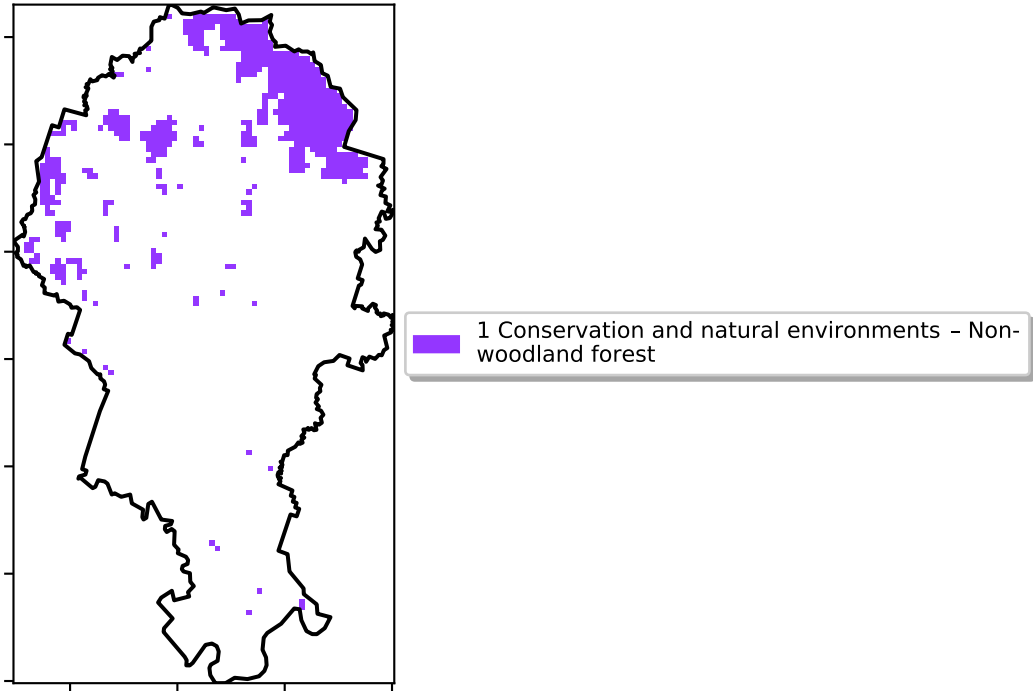 1 Conservation and natural environments – Non-
woodland forest